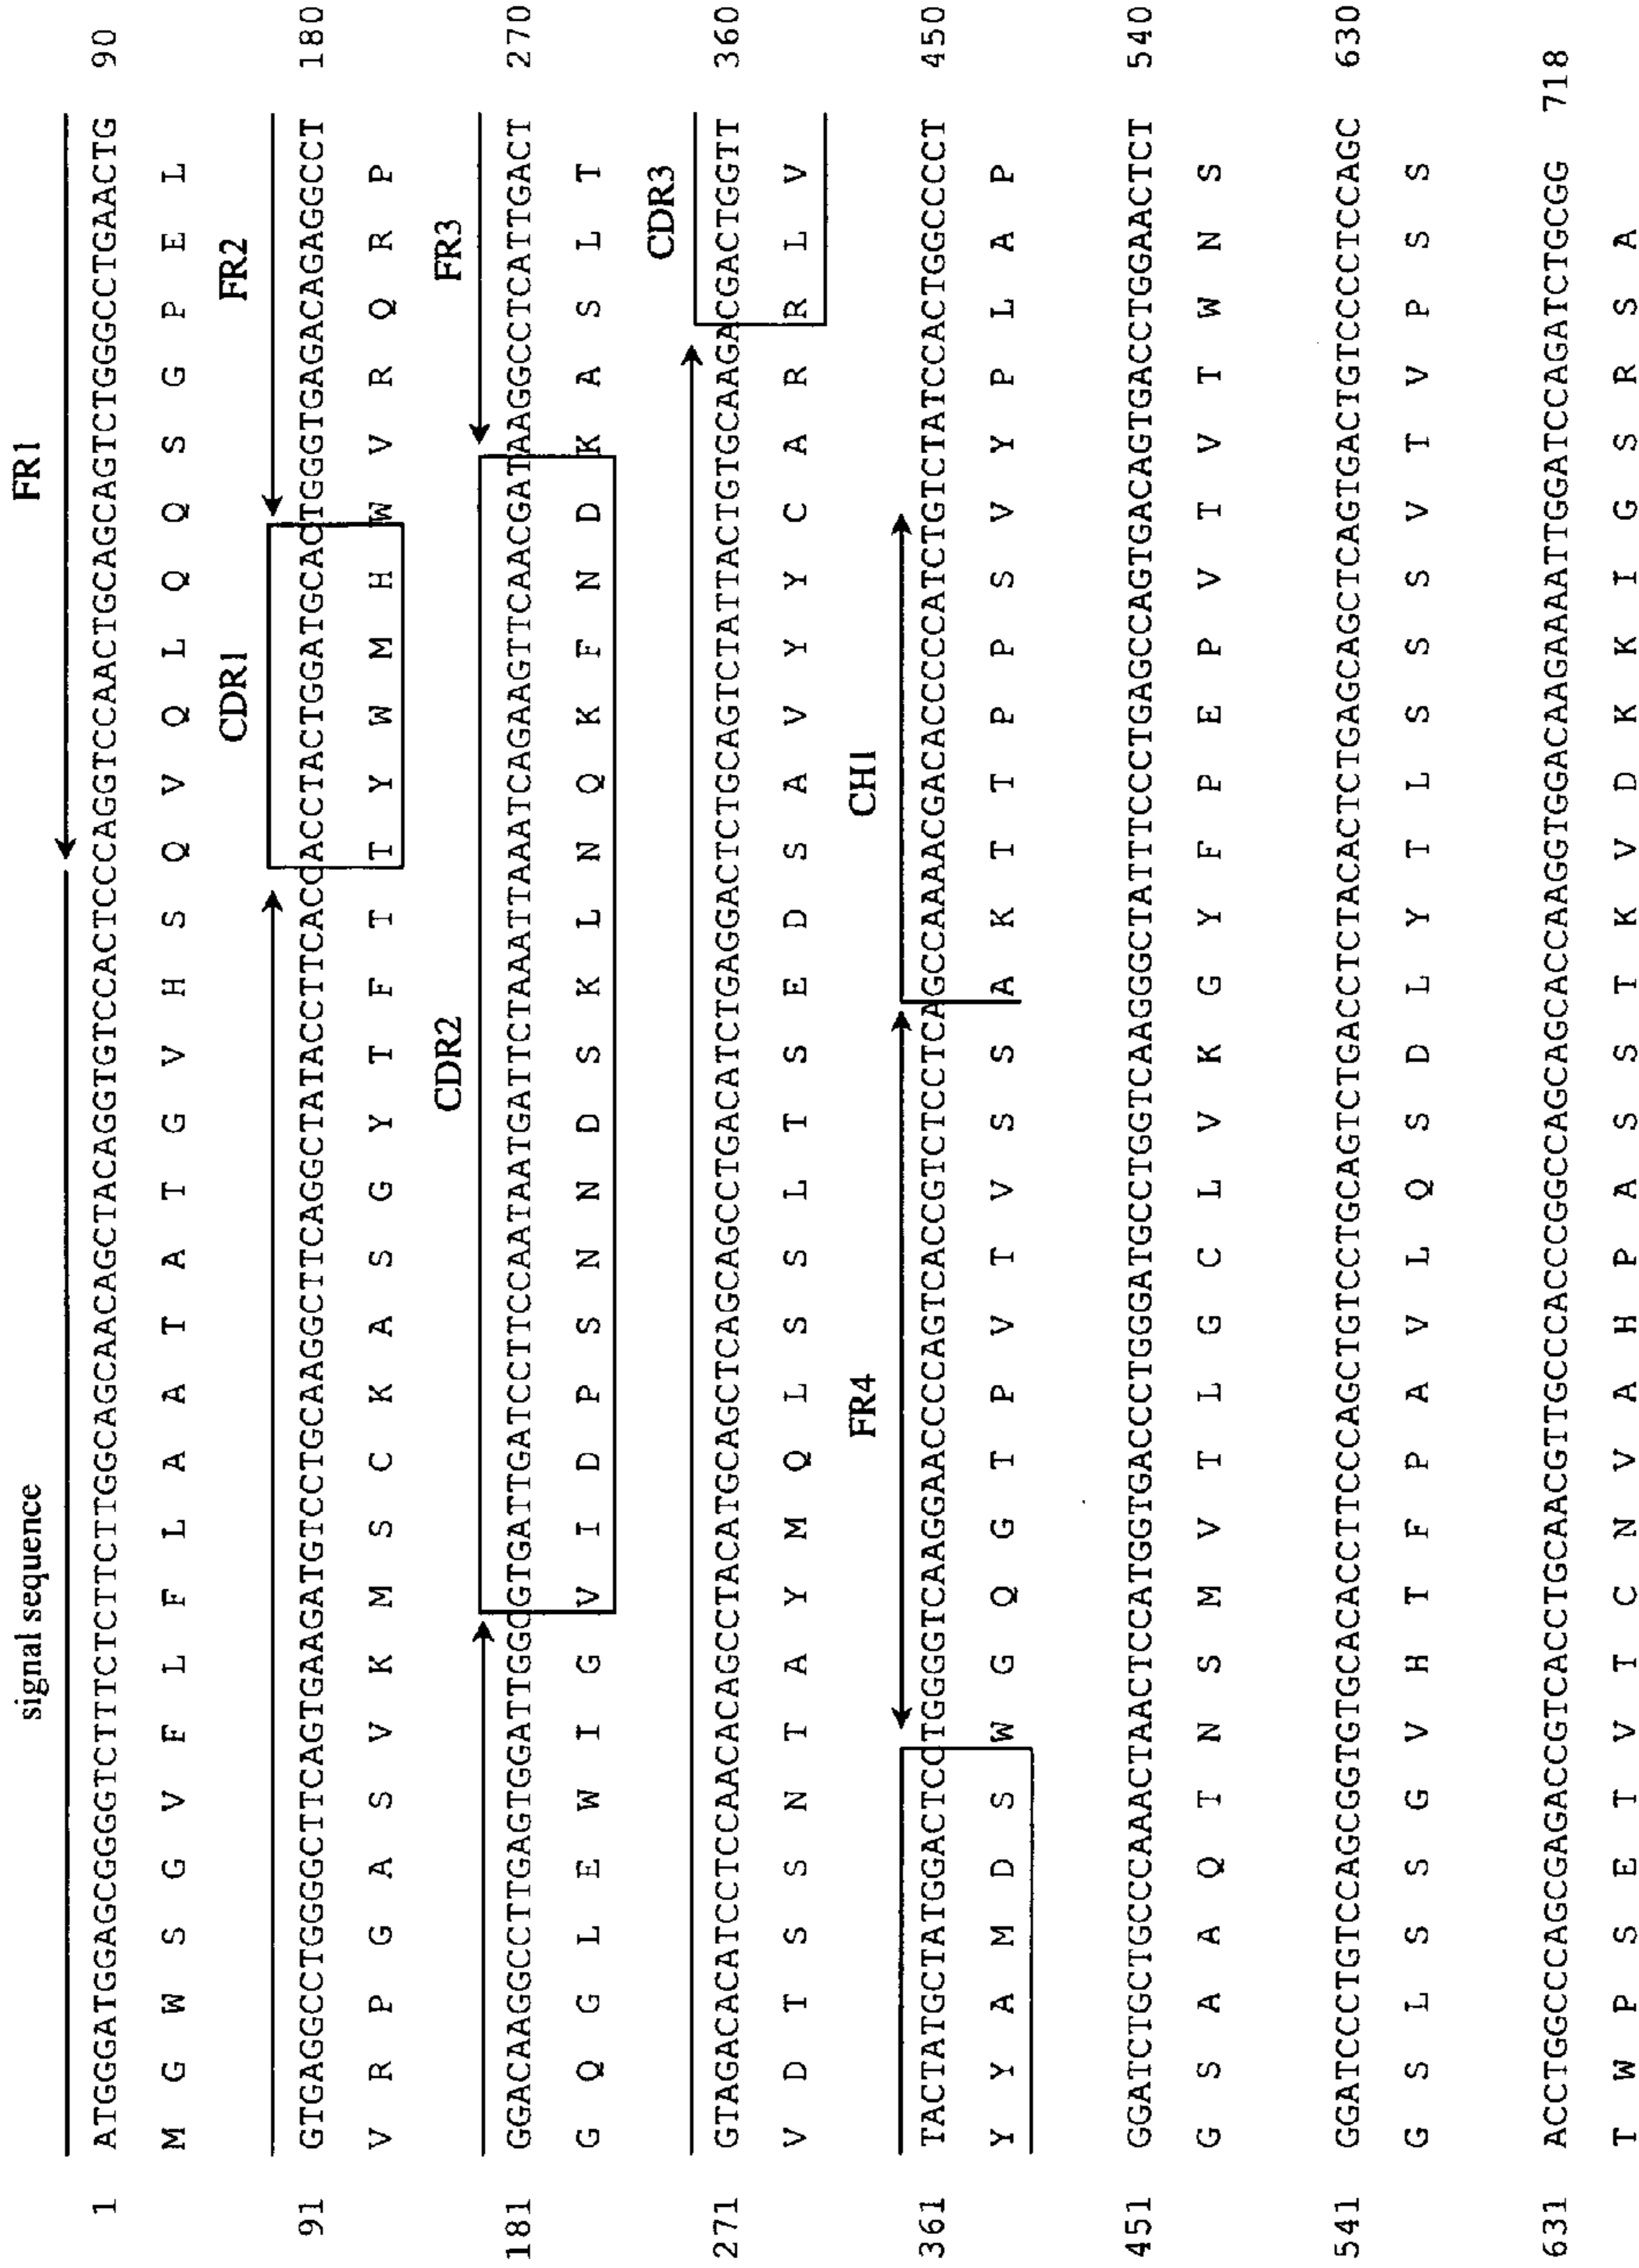 signal sequence FR1
1 ATGGGATGGAGCGGGGTCTTTCTCTTCTTGGCAGCAACAGCTACAGGTGTCCACTCCCAGGTCCAACTGCAGCAGTCTGGGCCTGAACTG 90
M G W S G V F L F L A A T A T G V H S Q V Q L Q Q S G P E L
CDR1 FR2
91 GTGAGGCCTGGGGCTTCAGTGAAGATGTCCTGCAAGGCTTCAGGCTATACCTTCACCACCTACTGGATGCACTGGGTGAGACAGAGGCCT 180
V R P G A S V K M S C K A S G Y T F T T Y W M H W V R Q R P
CDR2 FR3
181 GGACAAGGCCTTGAGTGGATTGGCGTGATTGATCCTTCCAATAATGATTCTAAATTAAATCAGAAGTTCAACGATAAGGCCTCATTGACT 270
G Q G L E W I G V I D P S N N D S K L N Q K F N D K A S L T
CDR3
271 GTAGACACATCCTCCAACACAGCCTACATGCAGCTCAGCAGCCTGACATCTGAGGACTCTGCAGTCTATTACTGTGCAAGACGACTGGTT 360
V D T S S N T A Y M Q L S S L T S E D S A V Y Y C A R R L V
FR4 CH1
361 TACTATGCTATGGACTCCTGGGGTCAAGGAACCCCAGTCACCGTCTCCTCAGCCAAAACGACACCCCCATCTGTCTATCCACTGGCCCCT 450
Y Y A M D S W G Q G T P V T V S S A K T T P P S V Y P L A P
451 GGATCTGCTGCCCAAACTAACTCCATGGTGACCCTGGGATGCCTGGTCAAGGGCTATTTCCCTGAGCCAGTGACAGTGACCTGGAACTCT 540
G S A A Q T N S M V T L G C L V K G Y F P E P V T V T W N S
541 GGATCCCTGTCCAGCGGTGTGCACACCTTCCCAGCTGTCCTGCAGTCTGACCTCTACACTCTGAGCAGCTCAGTGACTGTCCCCTCCAGC 630
G S L S S G V H T F P A V L Q S D L Y T L S S S V T V P S S
631 ACCTGGCCCAGCGAGACCGTCACCTGCAACGTTGCCCACCCGGCCAGCAGCACCAAGGTGGACAAGAAAATTGGATCCAGATCTGCGG 718
T W P S E T V T C N V A H P A S S T K V D K K I G S R S A